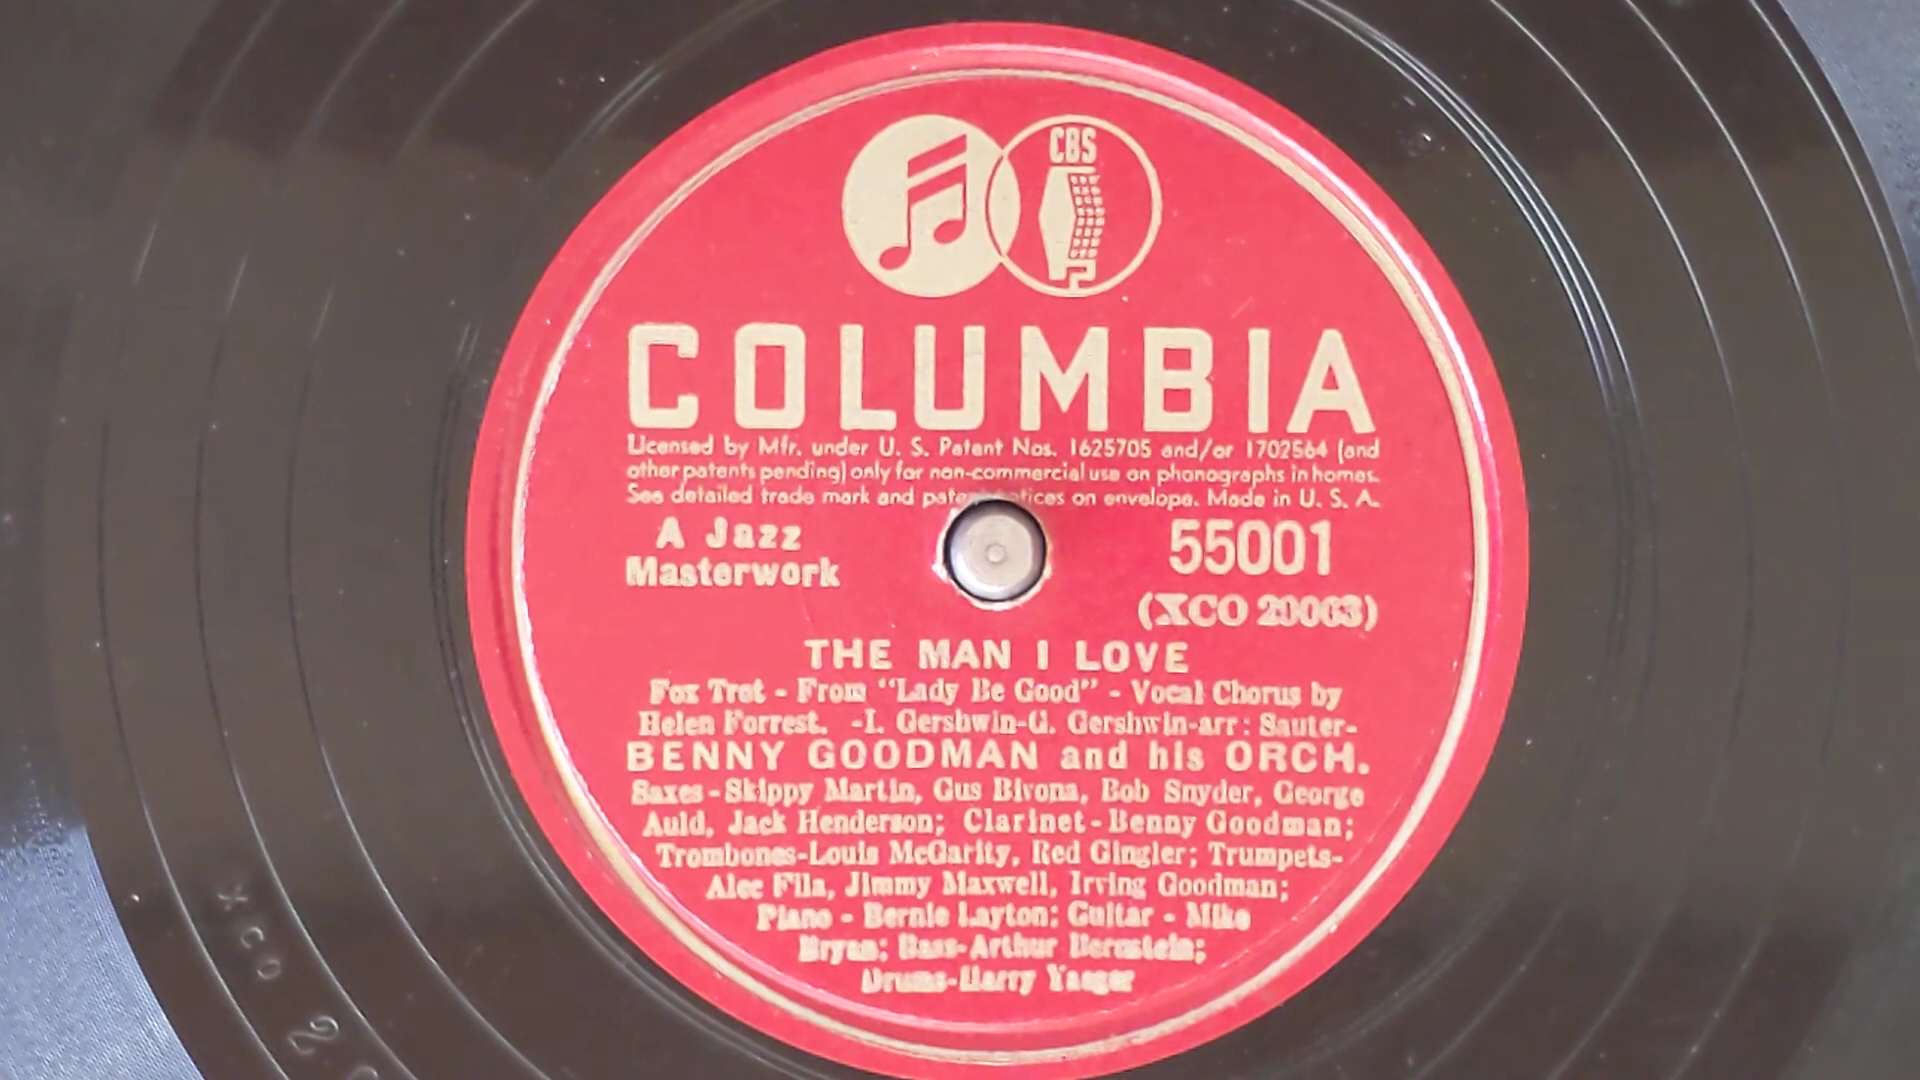 CBS
COLUMBIA
Licensed by Mfr. under U. S. Patent Nos. 1625705 and/or 1702564 (and
other patents pending) only for non-commercial use on phonographs in homes.
See detailed trade mark and notices on envelope. Made in U. S. A.
A Jazz
Masterwork
55001
(XCO 20063)
THE MAN I LOVE
Fox Trot - From "Lady Be Good" - Vocal Chorus by
Helen Forrest. -I. Gershwin-G. Gershwin-arr: Sauter-
BENNY GOODMAN and his ORCH.
Saxes - Skippy Martin, Gus Bivona, Bob Snyder, George
Auld, Jack Henderson; Clarinet - Benny Goodman;
Trombones-Louis McGarity, Red Gingler; Trumpets-
Alec Fila, Jimmy Maxwell, Irving Goodman;
Piano - Bernie Layton; Guitar - Mike
Bryan; Bass-Arthur Bernstein;
Drums-Harry Yaeger
XCO 2